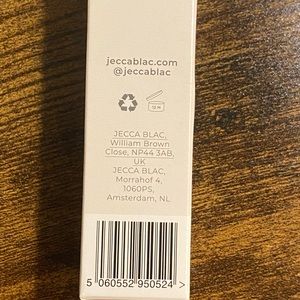 jeccablac.com
@jeccablac
12 M
JECCA BLAC,
William Brown
Close, NP44 3AB,
UK
JECCA BLAC,
Morrahof 4,
1060PS,
Amsterdam, NL
5 060552 950524 >